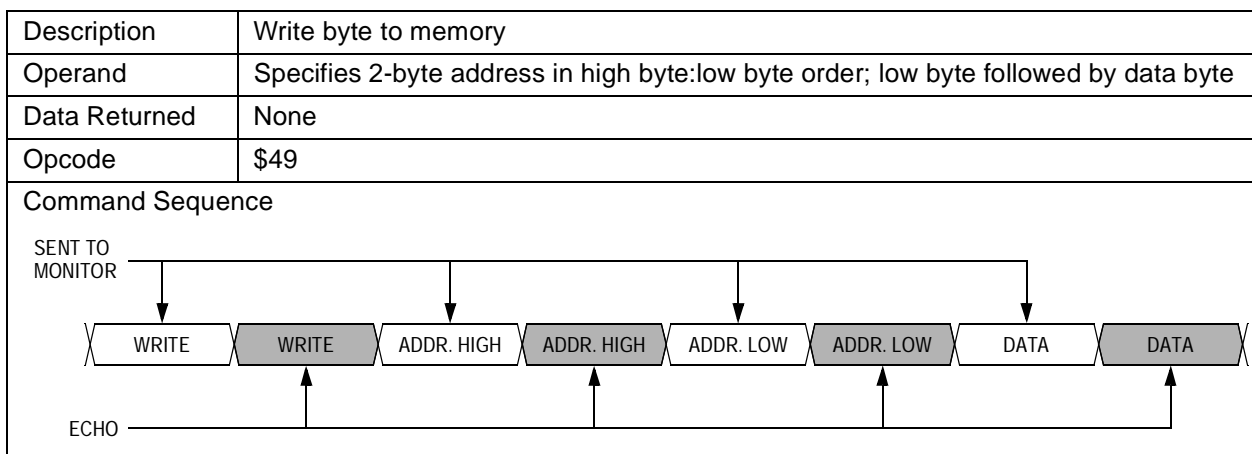 Description Write byte to memory
Operand Specifies 2-byte address in high byte:low byte order; low byte followed by data byte
Data Returned None
Opcode $49
Command Sequence
SENT TO
MONITOR
WRITE WRITE ADDR. HIGH ADDR. HIGH ADDR. LOW ADDR. LOW DATA DATA
ECHO